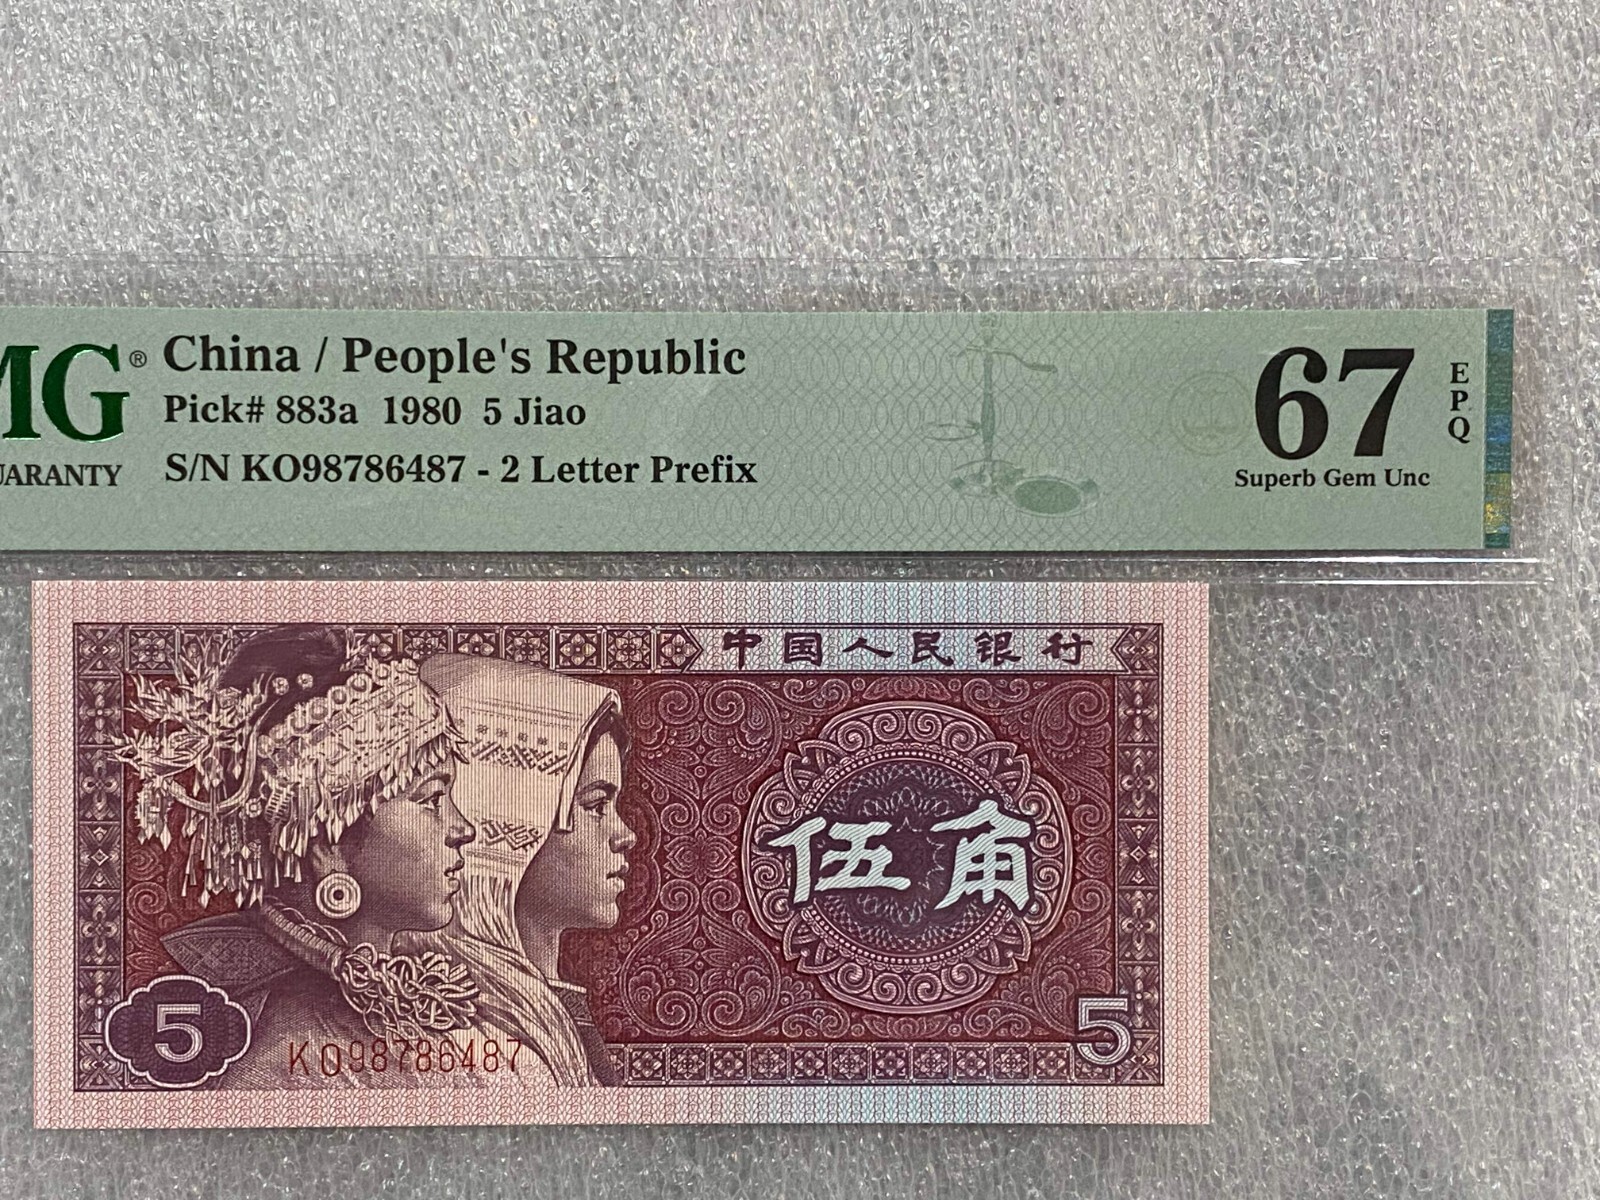 MG®
UARANTY
China / People's Republic
Pick# 883a 1980 5 Jiao
S/N KO98786487 - 2 Letter Prefix
67
EPQ
Superb Gem Unc
中国人民银行
伍角
5
KO98786487
5